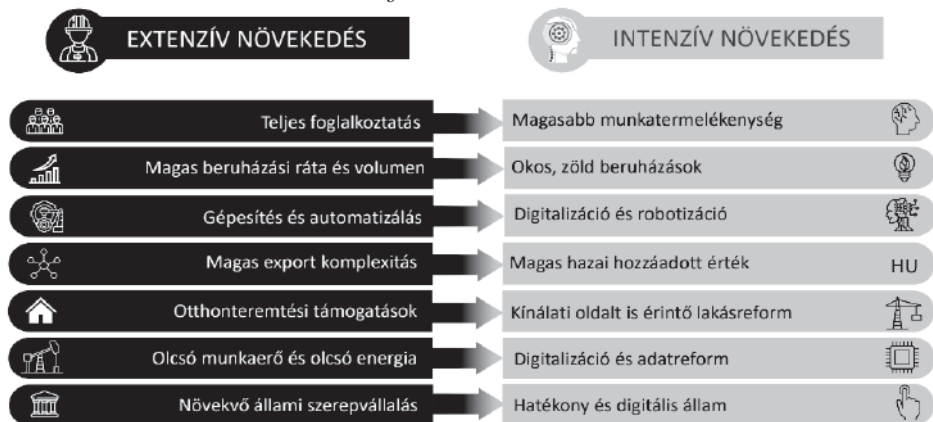 EXTENZÍV NÖVEKEDÉS
INTENZÍV NÖVEKEDÉS
Teljes foglalkoztatás
Magasabb munkatermelékenység
Magas beruházási ráta és volumen
Okos, zöld beruházások
Gépesítés és automatizálás
Digitalizáció és robotizáció
Magas export komplexitás
Magas hazai hozzáadott érték
HU
Otthonteremtési támogatások
Kínálati oldalt is érintő lakásreform
Olcsó munkaerő és olcsó energia
Digitalizáció és adatreform
Növekvő állami szerepvállalás
Hatékony és digitális állam